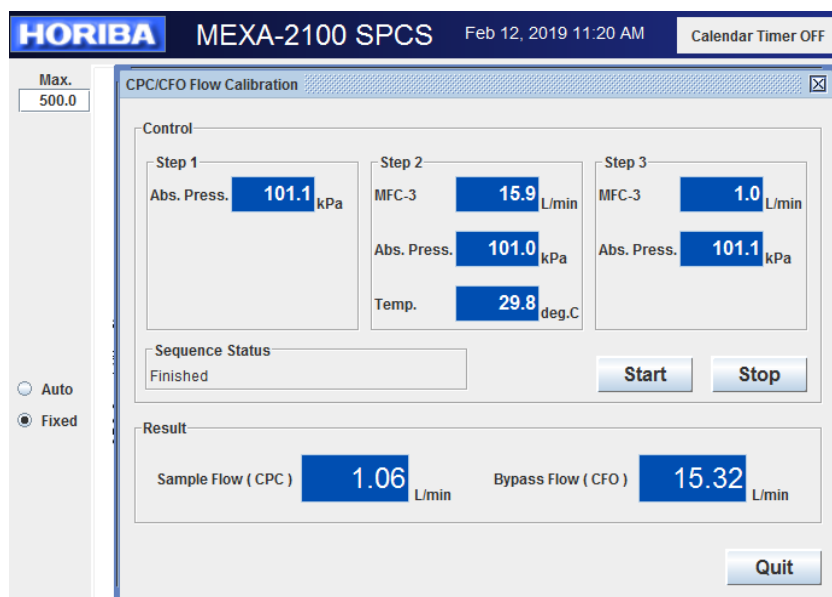 HORIBA MEXA-2100 SPCS Feb 12, 2019 11:20 AM Calendar Timer OFF
Max.
500.0
CPC/CFO Flow Calibration
Control
Step 1
Abs. Press. 101.1 kPa
Step 2
MFC-3 15.9 L/min
Abs. Press. 101.0 kPa
Temp. 29.8 deg.C
Step 3
MFC-3 1.0 L/min
Abs. Press. 101.1 kPa
Sequence Status
Finished
Start Stop
Auto
Fixed
Result
Sample Flow ( CPC ) 1.06 L/min Bypass Flow ( CFO ) 15.32 L/min
Quit